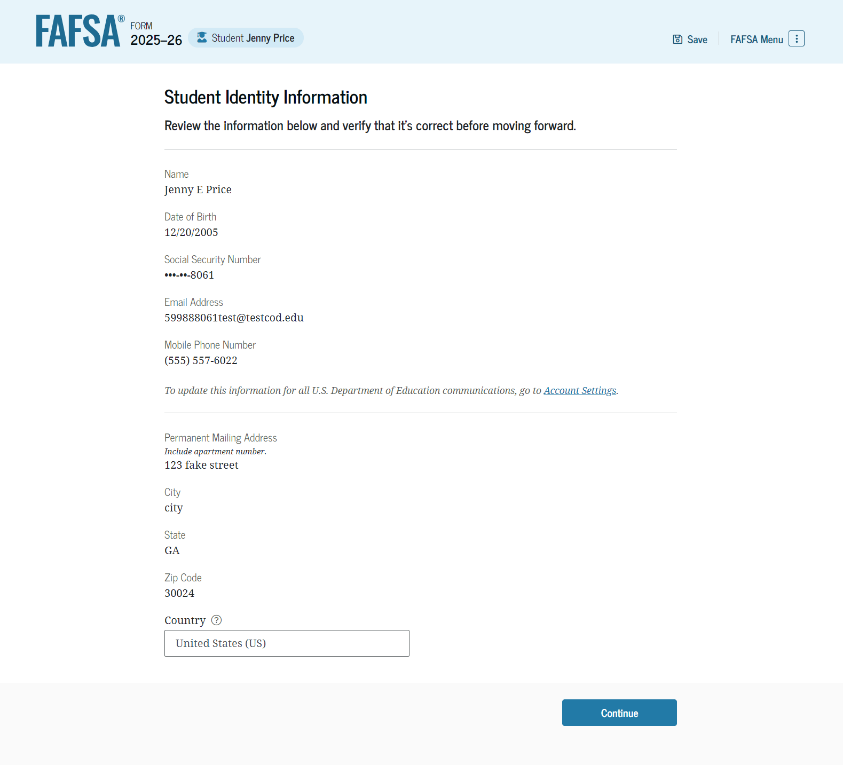 FAFSA®
FORM
2025–26
Student Jenny Price
Save
FAFSA Menu
Student Identity Information
Review the information below and verify that it's correct before moving forward.
Name
Jenny E Price
Date of Birth
12/20/2005
Social Security Number
•••-••-8061
Email Address
599888061test@testcod.edu
Mobile Phone Number
(555) 557-6022
To update this information for all U.S. Department of Education communications, go to Account Settings.
Permanent Mailing Address
Include apartment number.
123 fake street
City
city
State
GA
Zip Code
30024
Country ?
United States (US)
Continue